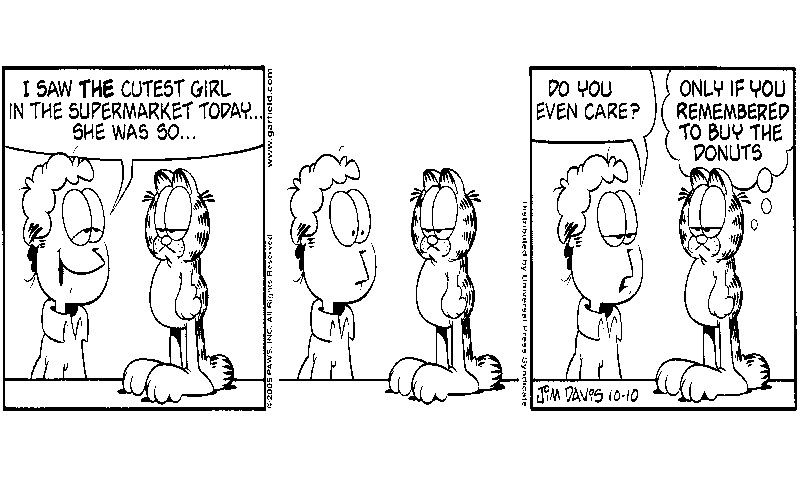 I SAW THE CUTEST GIRL
IN THE SUPERMARKET TODAY...
SHE WAS SO...
www.garfield.com
© 2005 PAWS, INC. All Rights Reserved.
DO YOU
EVEN CARE?
ONLY IF YOU
REMEMBERED
TO BUY THE
DONUTS
Distributed by Universal Press Syndicate
JIM DAVIS 10-10